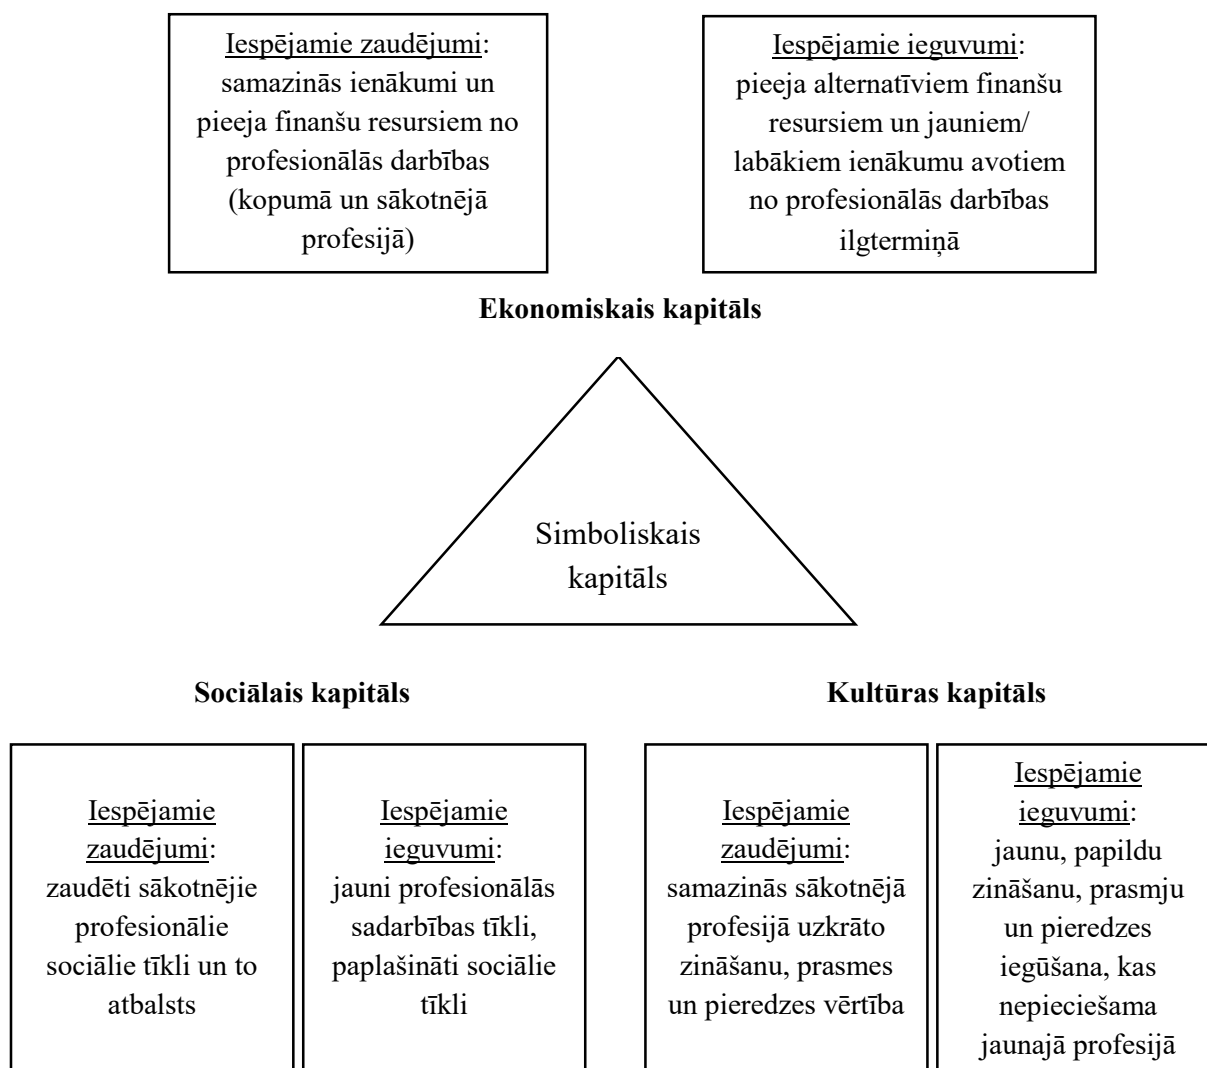 Iespējamie zaudējumi:
samazinās ienākumi un
pieeja finanšu resursiem no
profesionālās darbības
(kopumā un sākotnējā
profesijā)
Iespējamie ieguvumi:
pieeja alternatīviem finanšu
resursiem un jauniem/
labākiem ienākumu avotiem
no profesionālās darbības
ilgtermiņā
Ekonomiskais kapitāls
Simboliskais
kapitāls
Sociālais kapitāls
Kultūras kapitāls
Iespējamie
zaudējumi:
zaudēti sākotnējie
profesionālie
sociālie tīkli un to
atbalsts
Iespējamie
ieguvumi:
jauni profesionālās
sadarbības tīkli,
paplašināti sociālie
tīkli
Iespējamie
zaudējumi:
samazinās sākotnējā
profesijā uzkrāto
zināšanu, prasmes
un pieredzes vērtība
Iespējamie
ieguvumi:
jaunu, papildu
zināšanu, prasmju
un pieredzes
iegūšana, kas
nepieciešama
jaunajā profesijā